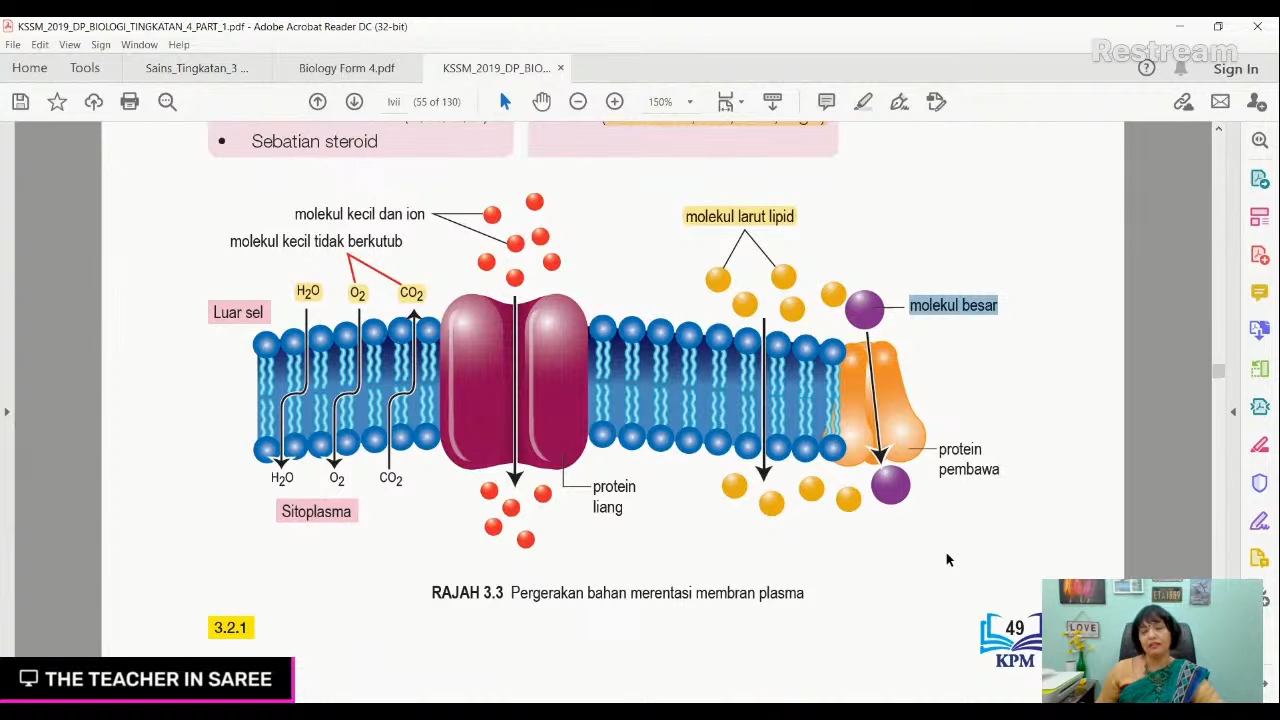 KSSM_2019_DP_BIOLOGI_TINGKATAN_4_PART_1.pdf - Adobe Acrobat Reader DC (32-bit)
File Edit View Sign Window Help
Restream
Home Tools Sains_Tingkatan_3 ... Biology Form 4.pdf KSSM_2019_DP_BIO... × Sign In
lvii (55 of 130) 150%
• Sebatian steroid
molekul kecil dan ion
molekul kecil tidak berkutub
molekul larut lipid
H₂O O₂ CO₂
Luar sel
molekul besar
protein
pembawa
H₂O O₂ CO₂
protein
liang
Sitoplasma
RAJAH 3.3 Pergerakan bahan merentasi membran plasma
3.2.1
49
KPM
LOVE
THE TEACHER IN SAREE